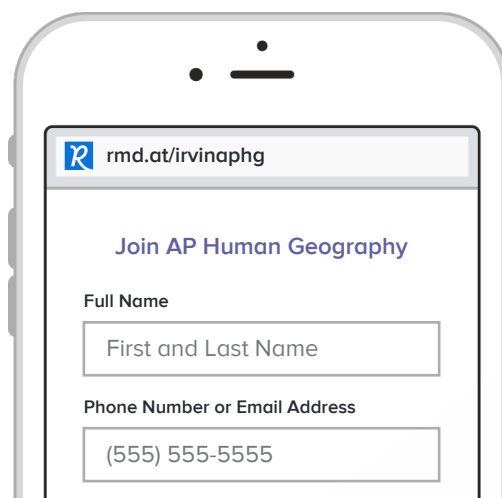 rmd.at/irvinaphg
Join AP Human Geography
Full Name
First and Last Name
Phone Number or Email Address
(555) 555-5555